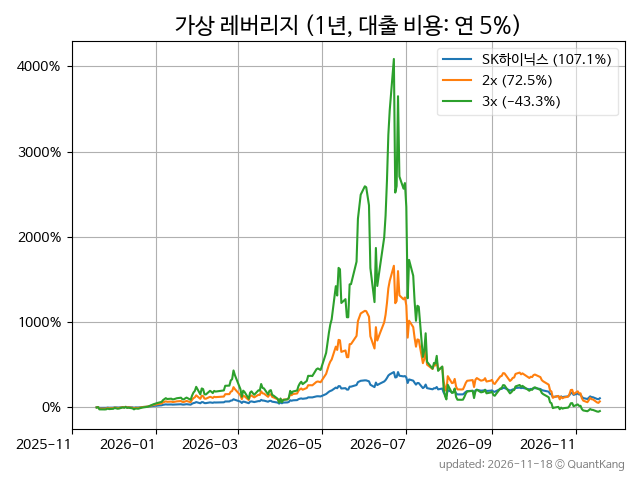 가상 레버리지 (1년, 대출 비용: 연 5%)
SK하이닉스 (107.1%)
2x (72.5%)
3x (−43.3%)
4000%
3000%
2000%
1000%
0%
2025-11
2026-01
2026-03
2026-05
2026-07
2026-09
2026-11
updated: 2026-11-18 @ QuantKang